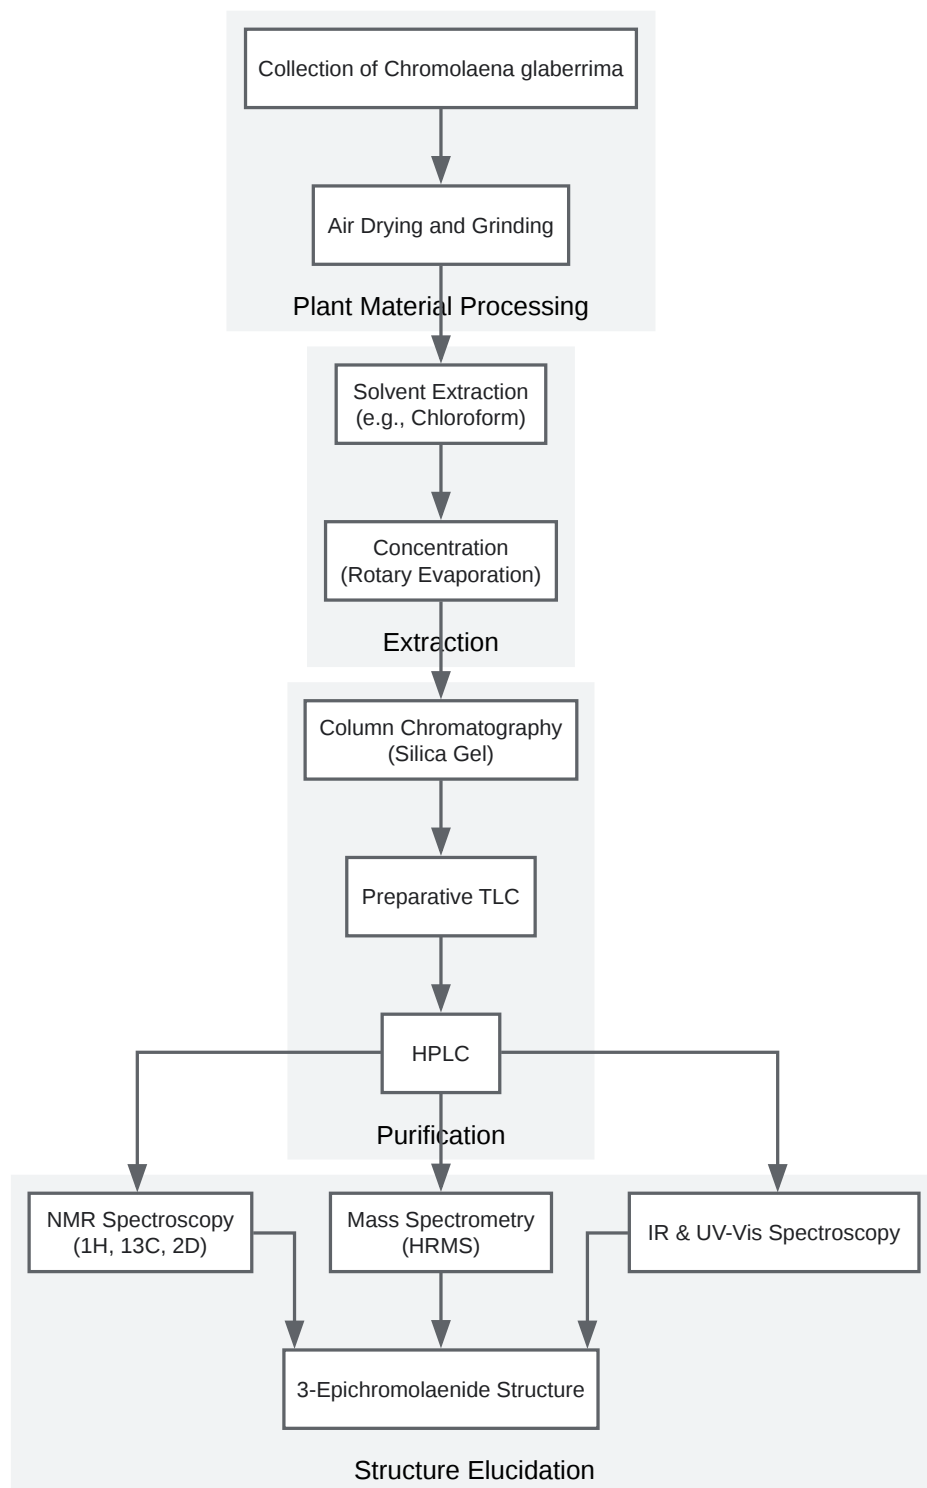 Collection of Chromolaena glaberrima
Air Drying and Grinding
Plant Material Processing
Solvent Extraction
(e.g., Chloroform)
Concentration
(Rotary Evaporation)
Extraction
Column Chromatography
(Silica Gel)
Preparative TLC
HPLC
Purification
NMR Spectroscopy
(1H, 13C, 2D)
Mass Spectrometry
(HRMS)
IR & UV-Vis Spectroscopy
3-Epichromolaenide Structure
Structure Elucidation